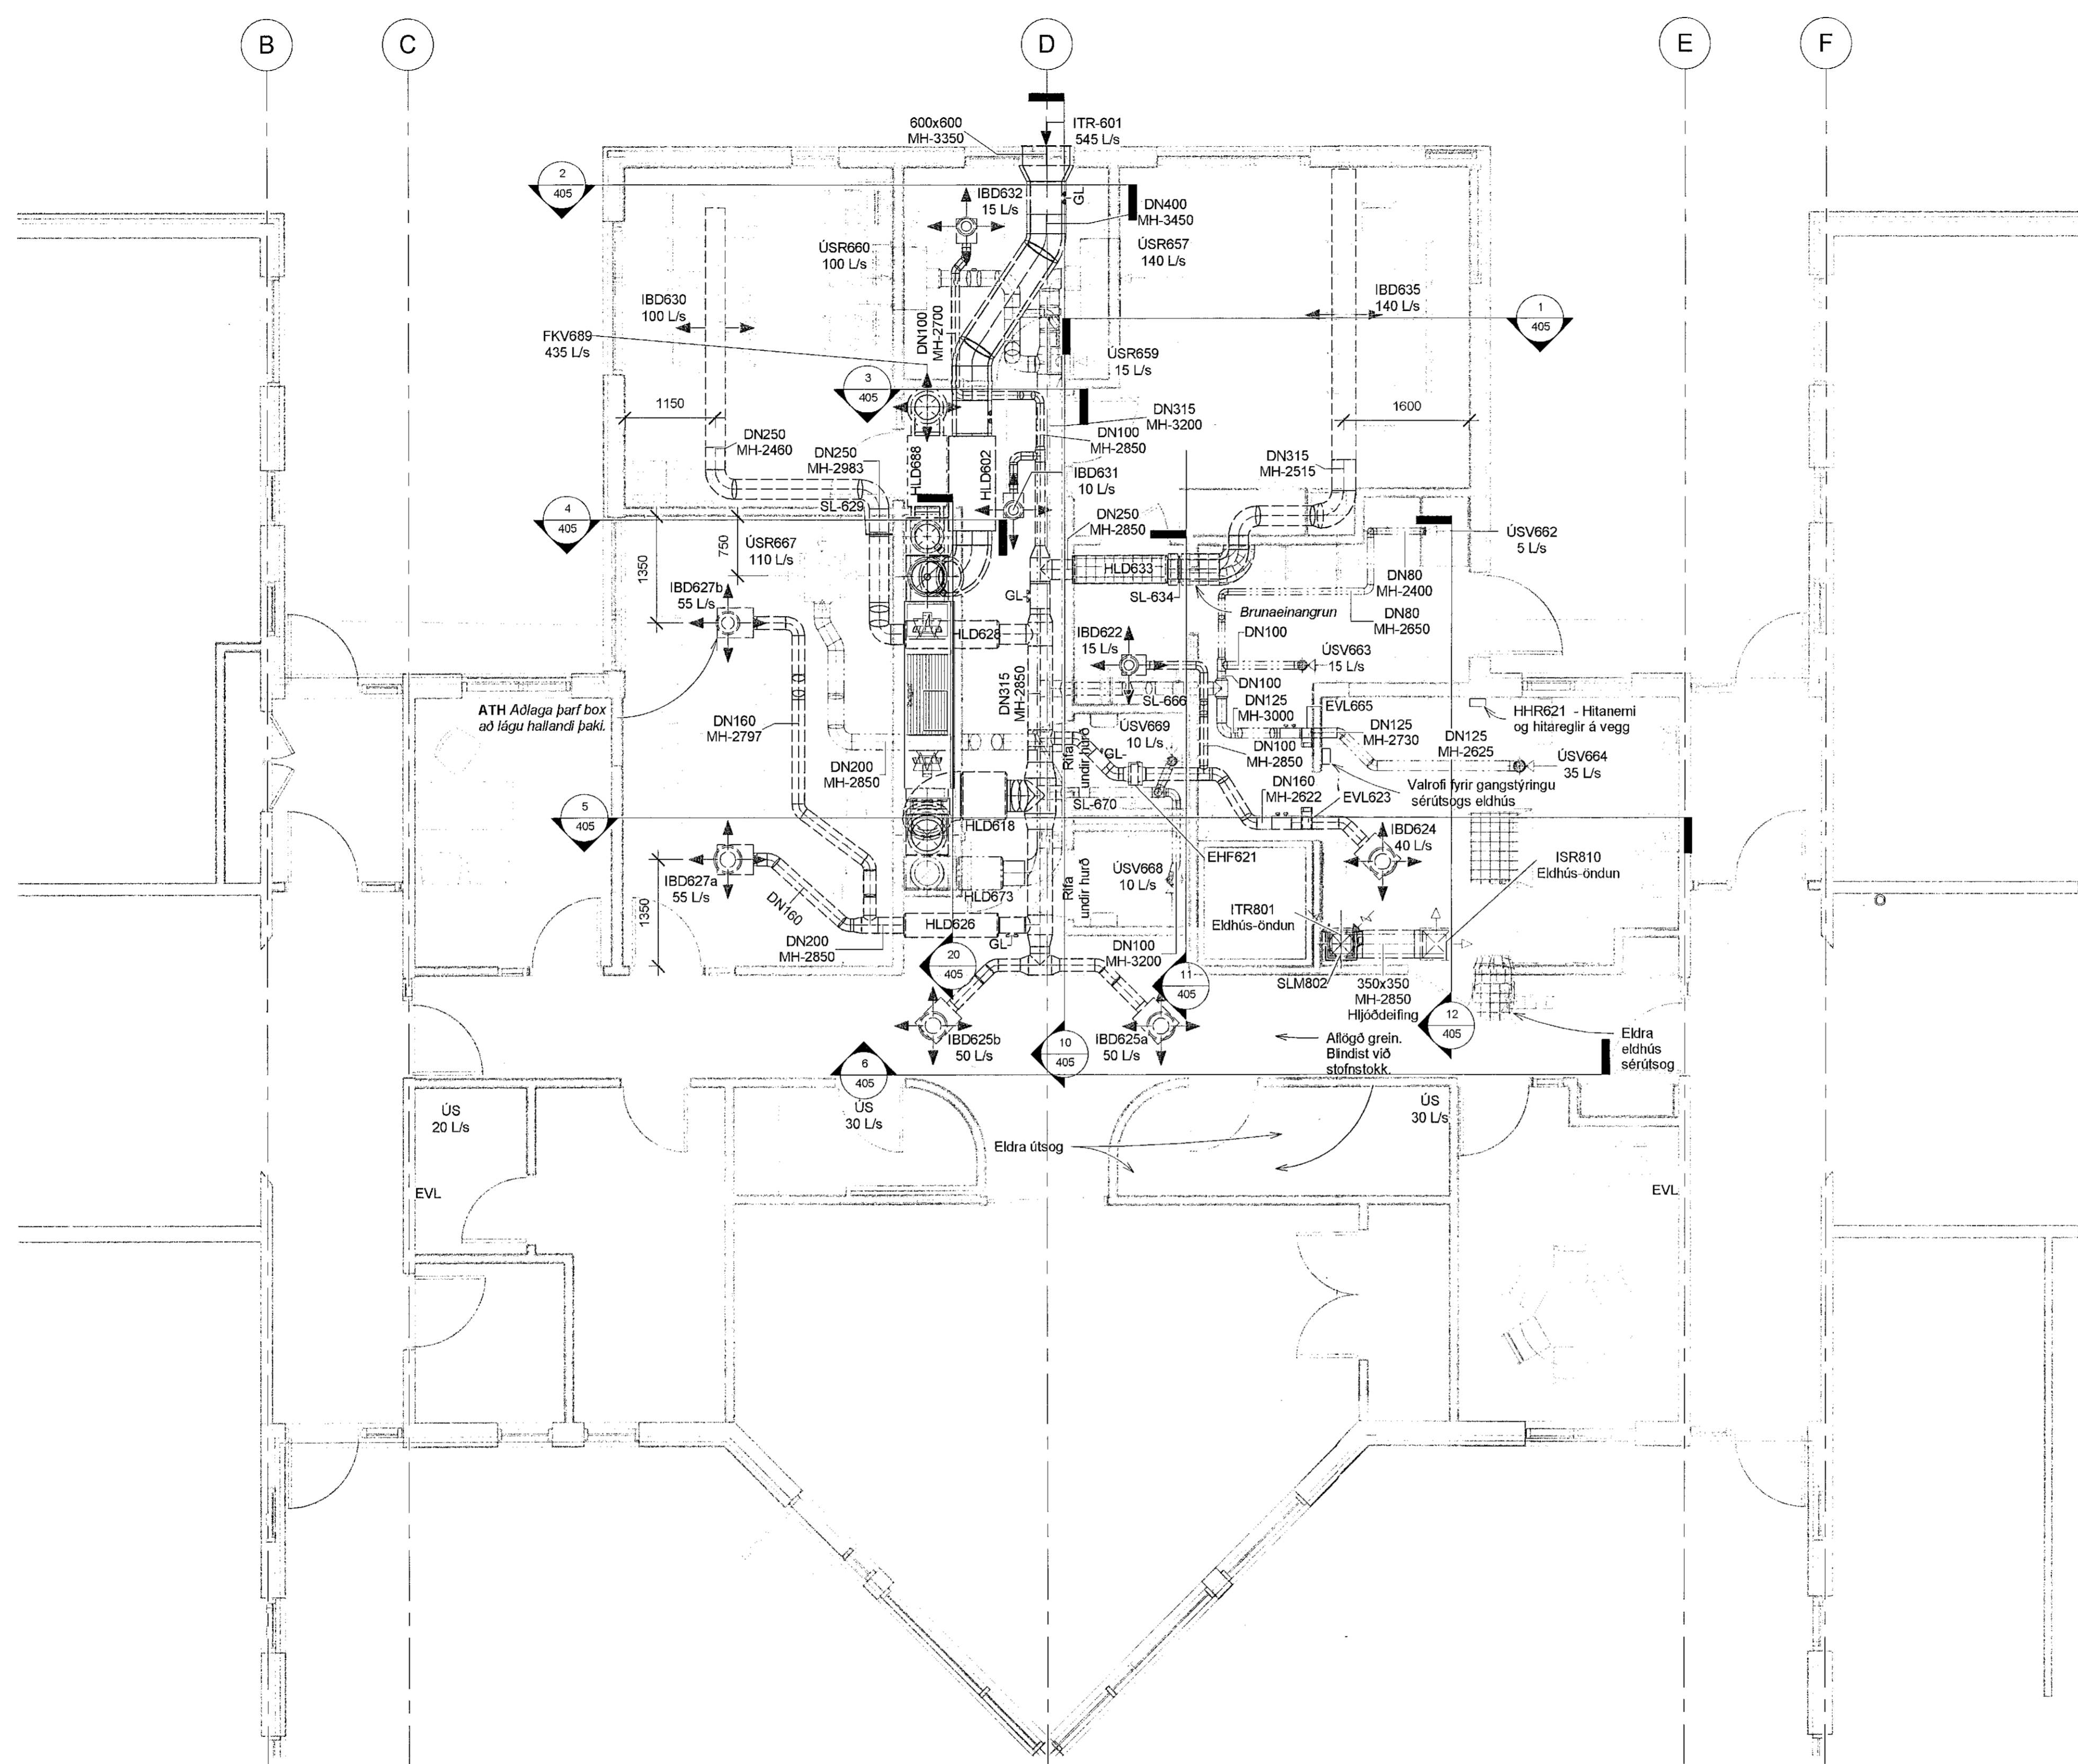 B
C
D
E
F
600x600
MH-3350
ITR-601
545 L/s
2
405
IBD632
15 L/s
GL
DN400
MH-3450
ÚSR660
100 L/s
ÚSR657
140 L/s
IBD630
100 L/s
IBD635
140 L/s
1
405
FKV689
435 L/s
DN100
MH-2700
ÚSR659
15 L/s
3
405
1150
1600
DN315
MH-3200
DN250
MH-2460
DN250
MH-2983
HLD688
HLD602
DN100
MH-2850
DN315
MH-2515
IBD631
10 L/s
SL-629
4
405
DN250
MH-2850
ÚSV662
5 L/s
1350
750
ÚSR667
110 L/s
HLD633
DN80
MH-2400
IBD627b
55 L/s
GL
SL-634
Brunaeinangrun
DN80
MH-2650
HLD628
IBD622
15 L/s
DN100
ÚSV663
15 L/s
DN100
DN315
MH-2850
SL-666
ATH Aðlaga þarf box
að lágu hallandi þaki.
DN160
MH-2797
DN125
MH-3000
EVL665
HHR621 - Hitanemi
og hitareglir á vegg
ÚSV669
10 L/s
DN125
MH-2730
DN125
MH-2625
Rifa
undir hurð
GL
DN100
MH-2850
ÚSV664
35 L/s
DN200
MH-2850
DN160
MH-2622
Valrofi fyrir gangstýringu
sérútsogs eldhús
SL-670
EVL623
5
405
HLD618
IBD624
40 L/s
EHF621
ISR810
Eldhús-öndun
IBD627a
55 L/s
ÚSV668
10 L/s
Rifa
undir hurð
HLD673
1350
DN160
ITR801
Eldhús-öndun
HLD626
DN200
MH-2850
GL
DN100
MH-3200
20
405
11
405
SLM802
350x350
MH-2850
Hljóðdeifing
12
405
IBD625b
50 L/s
10
405
IBD625a
50 L/s
Aflögð grein.
Blindist við
stofnstokk.
Eldra
eldhús
sérútsog
6
405
ÚS
20 L/s
ÚS
30 L/s
ÚS
30 L/s
Eldra útsog
EVL
EVL